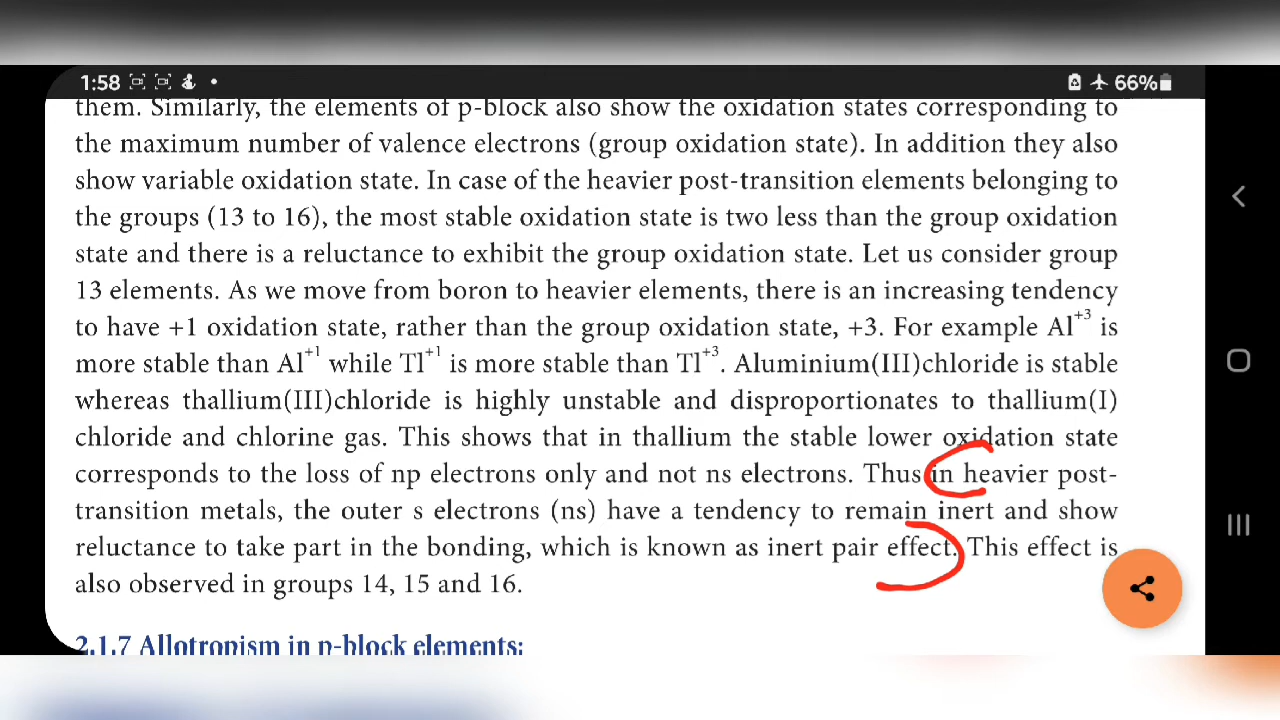 1:58
66%
them. Similarly, the elements of p-block also show the oxidation states corresponding to
the maximum number of valence electrons (group oxidation state). In addition they also
show variable oxidation state. In case of the heavier post-transition elements belonging to
the groups (13 to 16), the most stable oxidation state is two less than the group oxidation
state and there is a reluctance to exhibit the group oxidation state. Let us consider group
13 elements. As we move from boron to heavier elements, there is an increasing tendency
to have +1 oxidation state, rather than the group oxidation state, +3. For example Al⁺³ is
more stable than Al⁺¹ while Tl⁺¹ is more stable than Tl⁺³. Aluminium(III)chloride is stable
whereas thallium(III)chloride is highly unstable and disproportionates to thallium(I)
chloride and chlorine gas. This shows that in thallium the stable lower oxidation state
corresponds to the loss of np electrons only and not ns electrons. Thus in heavier post-
transition metals, the outer s electrons (ns) have a tendency to remain inert and show
reluctance to take part in the bonding, which is known as inert pair effect. This effect is
also observed in groups 14, 15 and 16.
2.1.7 Allotropism in p-block elements: